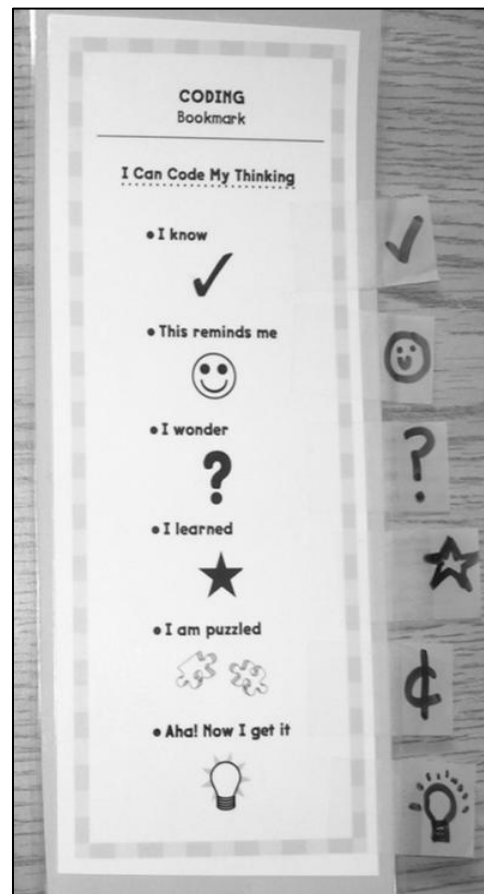 CODING
Bookmark
I Can Code My Thinking
• I know
• This reminds me
• I wonder
?
?
• I learned
• I am puzzled
¢
• Aha! Now I get it